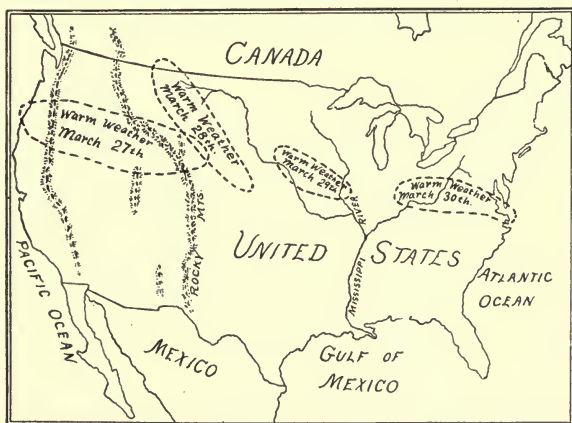 CANADA
Warm Weather
March 27th
Warm Weather
March 28th.
Warm Weather
March 29th.
Warm Weather
March 30th.
ROCKY MTS.
UNITED
STATES
MISSISSIPPI
RIVER
PACIFIC OCEAN
ATLANTIC
OCEAN
MEXICO
GULF OF
MEXICO